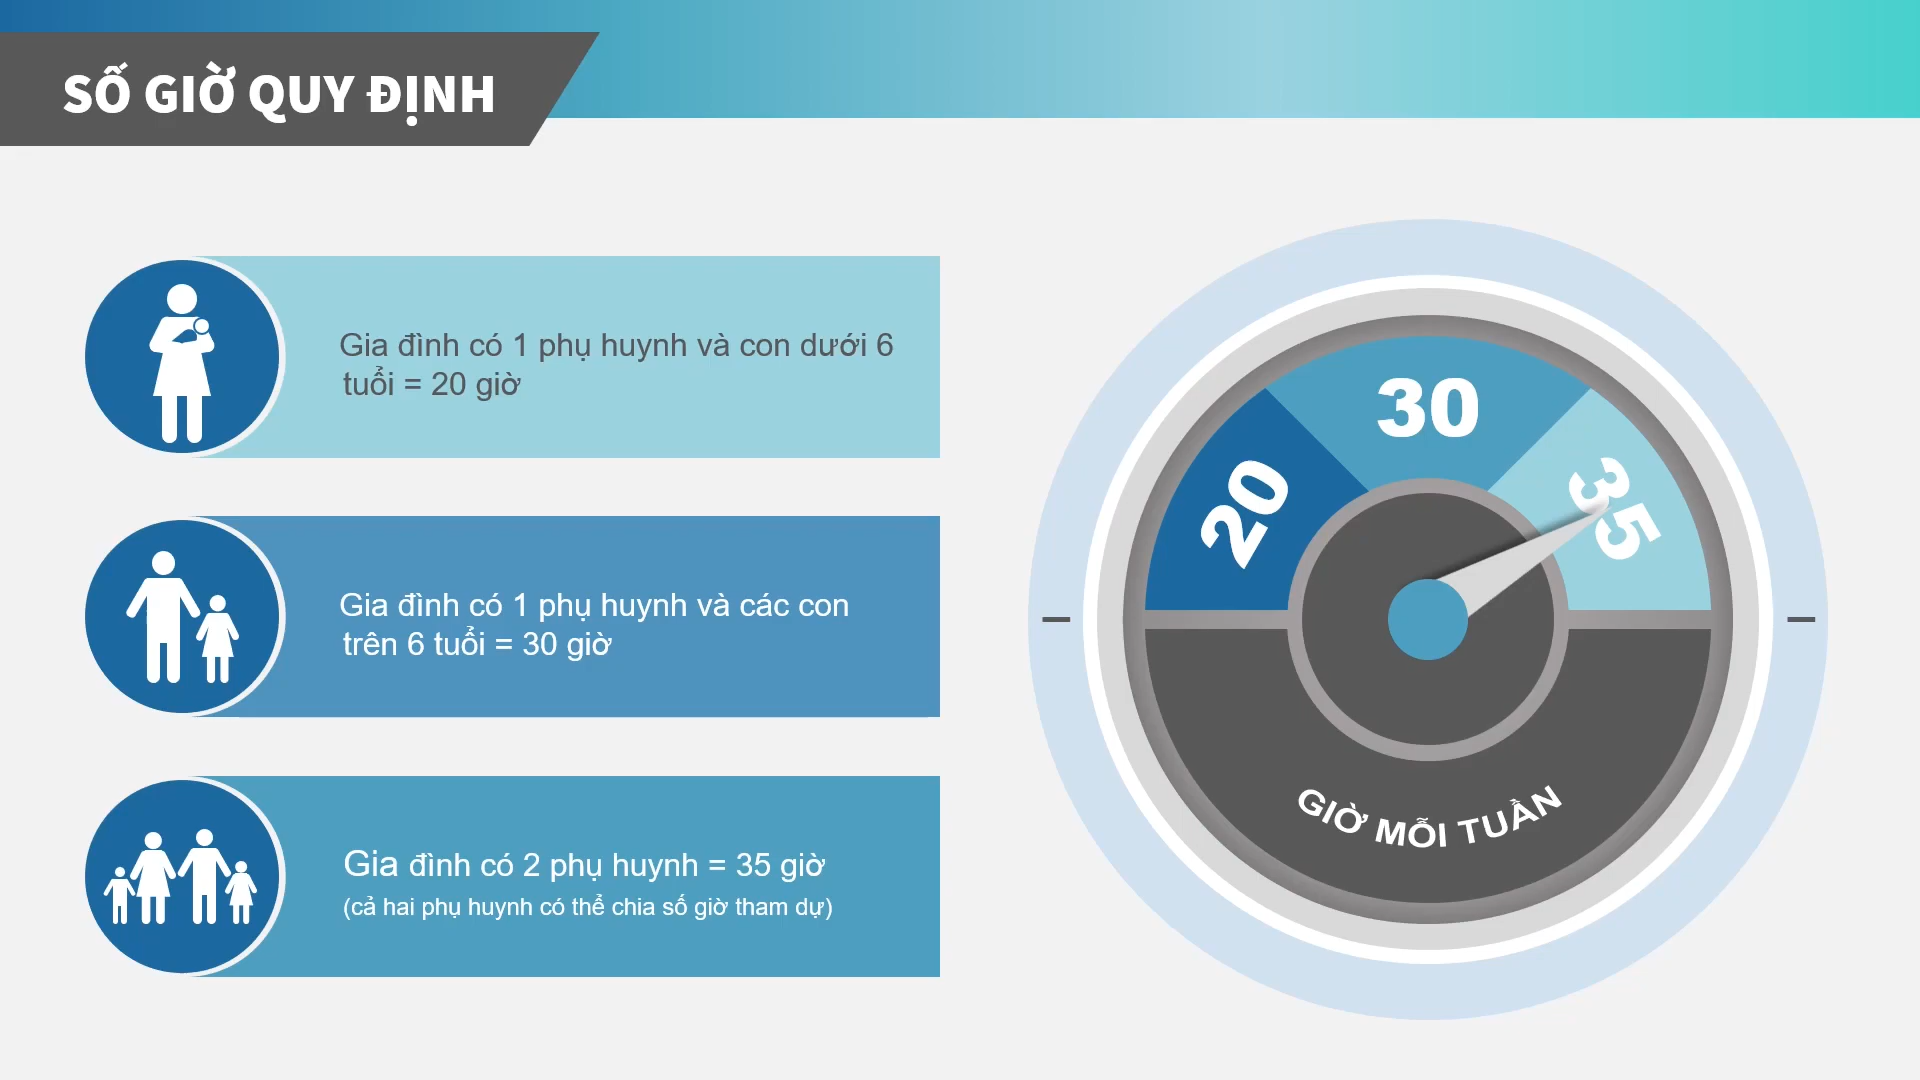 SỐ GIỜ QUY ĐỊNH
Gia đình có 1 phụ huynh và con dưới 6
tuổi = 20 giờ
Gia đình có 1 phụ huynh và các con
trên 6 tuổi = 30 giờ
Gia đình có 2 phụ huynh = 35 giờ
(cả hai phụ huynh có thể chia số giờ tham dự)
20
30
35
GIỜ MỖI TUẦN